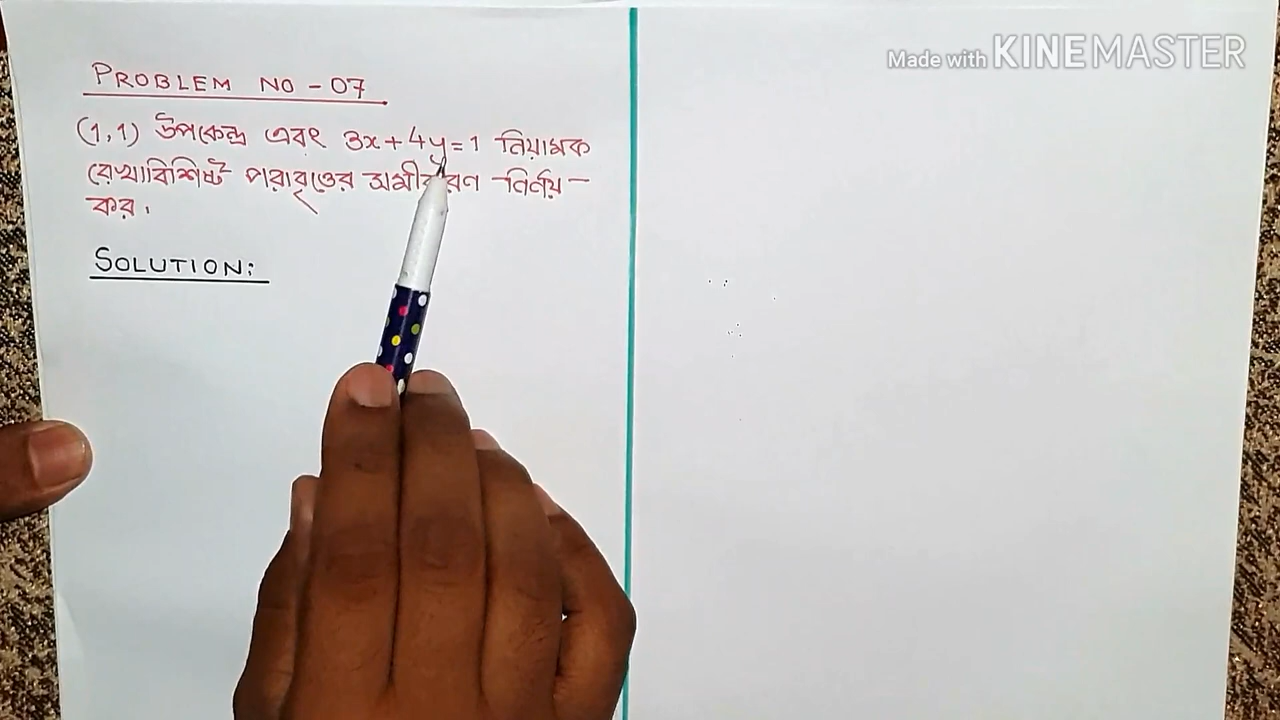 Made with KINEMASTER
PROBLEM NO - 07
(1,1) উপকেন্দ্র এবং 3x+4y=1 নিয়ামক
রেখাবিশিষ্ট পরাবৃত্তের সমীকরণ নির্ণয়
কর।
SOLUTION: